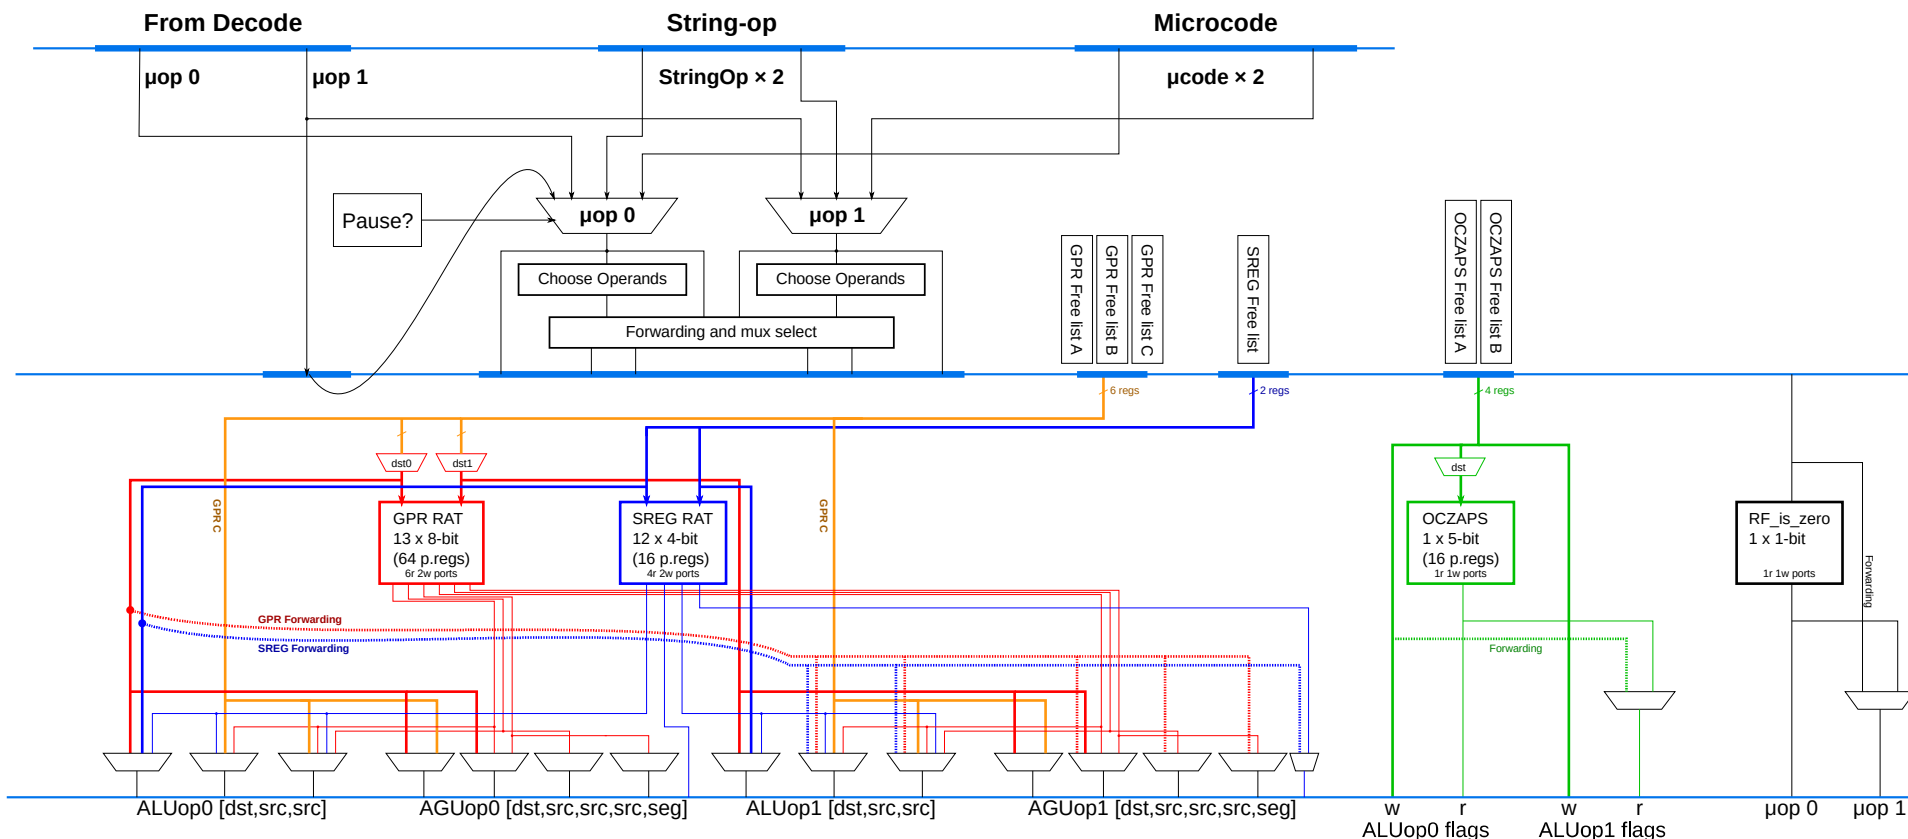 From Decode
String-op
Microcode
μop 0
μop 1
StringOp × 2
μcode × 2
Pause?
μop 0
μop 1
Choose Operands
Choose Operands
Forwarding and mux select
GPR Free list A
GPR Free list B
GPR Free list C
SREG Free list
OCZAPS Free list A
OCZAPS Free list B
6 regs
2 regs
4 regs
dst0
dst1
dst
GPR C
GPR C
GPR RAT
13 x 8-bit
(64 p.regs)
6r 2w ports
SREG RAT
12 x 4-bit
(16 p.regs)
4r 2w ports
OCZAPS
1 x 5-bit
(16 p.regs)
1r 1w ports
RF_is_zero
1 x 1-bit
1r 1w ports
Forwarding
GPR Forwarding
SREG Forwarding
Forwarding
ALUop0 [dst,src,src]
AGUop0 [dst,src,src,src,seg]
ALUop1 [dst,src,src]
AGUop1 [dst,src,src,src,seg]
w
r
w
r
ALUop0 flags
ALUop1 flags
μop 0
μop 1